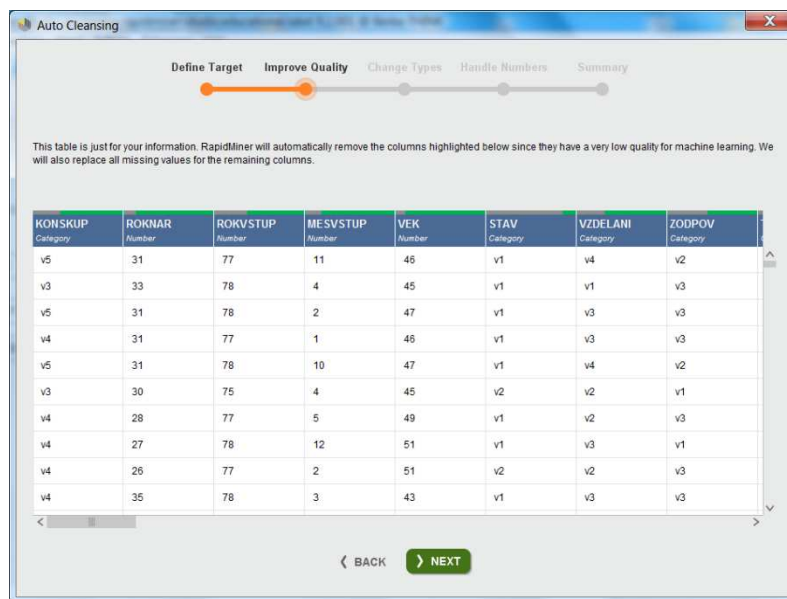 Auto Cleansing
Define Target Improve Quality Change Types Handle Numbers Summary
This table is just for your information. RapidMiner will automatically remove the columns highlighted below since they have a very low quality for machine learning. We
will also replace all missing values for the remaining columns.
KONSKUP ROKNAR ROKVSTUP MESVSTUP VEK STAV VZDELANI ZODPOV
Category Number Number Number Number Category Category Category
v5 31 77 11 46 v1 v4 v2
v3 33 78 4 45 v1 v1 v3
v5 31 78 2 47 v1 v3 v3
v4 31 77 1 46 v1 v3 v3
v5 31 78 10 47 v1 v4 v2
v3 30 75 4 45 v2 v2 v1
v4 28 77 5 49 v1 v2 v3
v4 27 78 12 51 v1 v3 v1
v4 26 77 2 51 v2 v2 v3
v4 35 78 3 43 v1 v3 v3
BACK NEXT